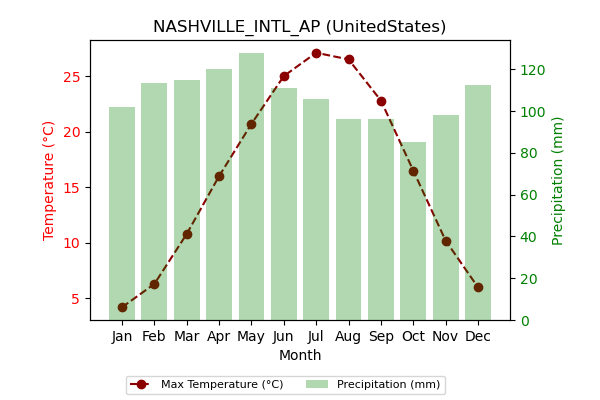 NASHVILLE_INTL_AP (UnitedStates)
Temperature (°C)
25
20
15
10
5
120
100
80
60
40
20
0
Precipitation (mm)
Jan Feb Mar Apr May Jun Jul Aug Sep Oct Nov Dec
Month
Max Temperature (°C) Precipitation (mm)